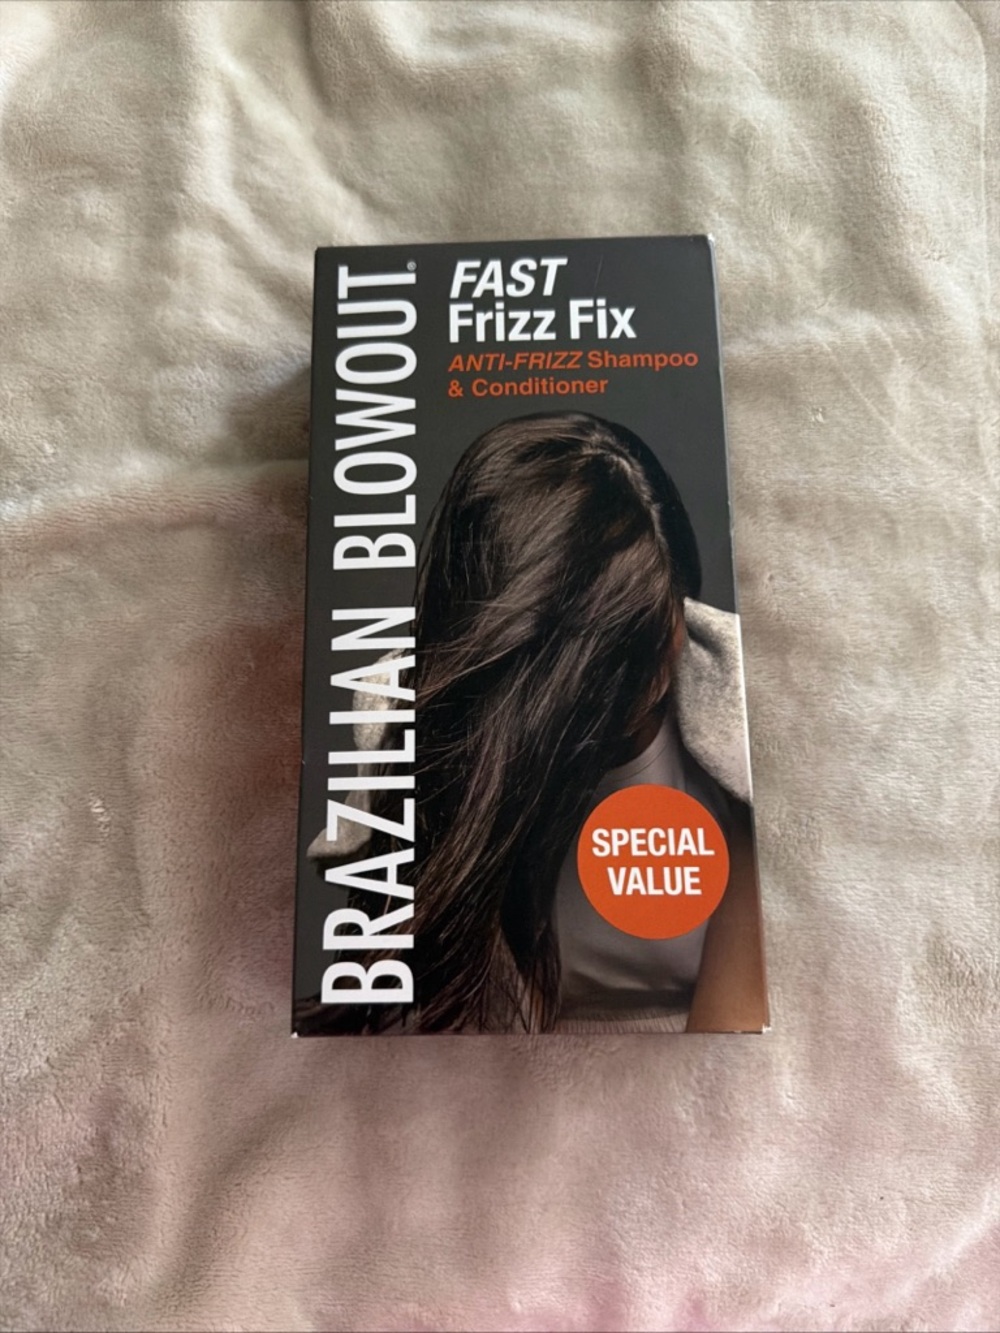 BRAZILIAN BLOWOUT®
FAST
Frizz Fix
ANTI-FRIZZ Shampoo
& Conditioner
SPECIAL
VALUE